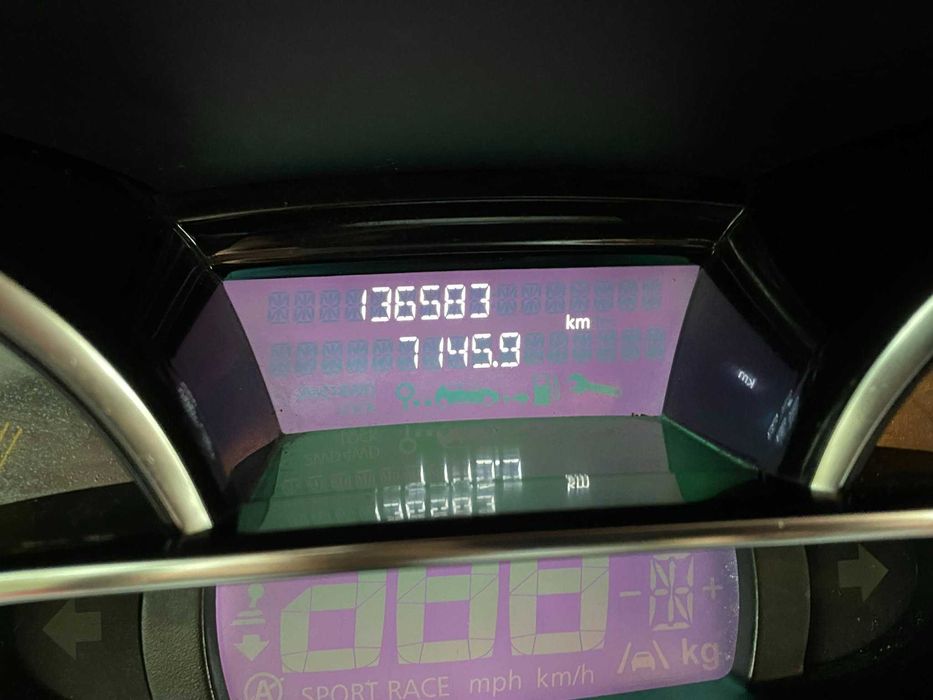 136583
km
7145.9
- +
kg
SPORT RACE mph km/h